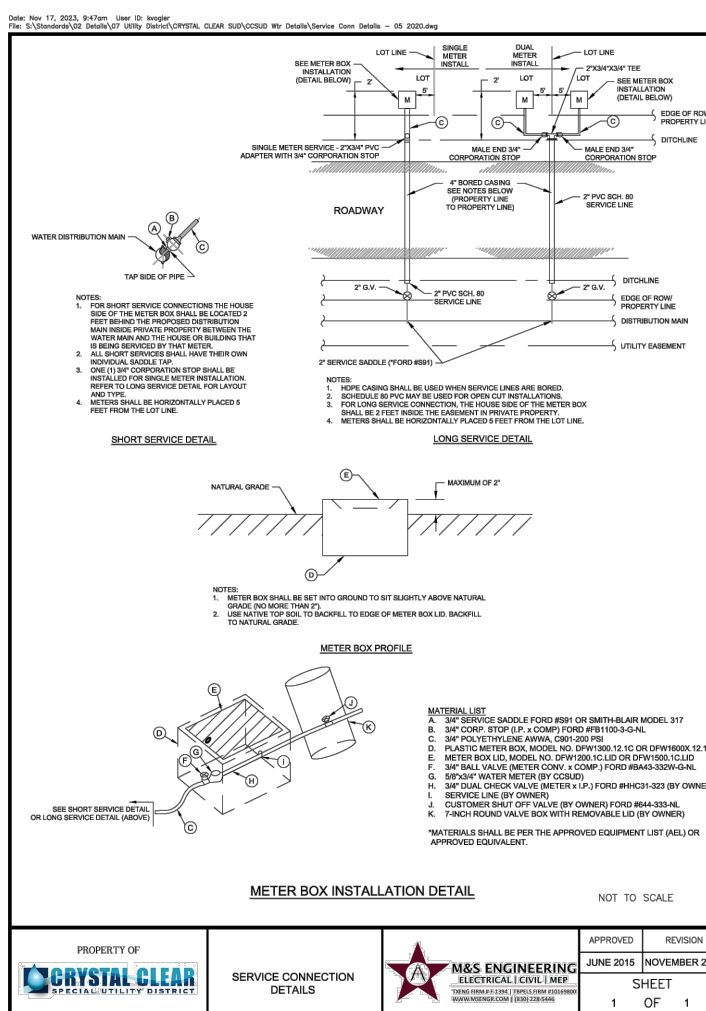 Date: Nov 17, 2023, 9:47am User ID: kvogler
File: S:\Standards\02 Details\07 Utility District\CRYSTAL CLEAR SUD\CCSUD Wtr Details\Service Conn Details - 05 2020.dwg
LOT LINE
SINGLE
METER
INSTALL
DUAL
METER
INSTALL
LOT LINE
SEE METER BOX
INSTALLATION
(DETAIL BELOW)
2'
LOT
5'
M
2'
LOT
5'
M
2"X3/4"X3/4" TEE
LOT
5'
M
SEE METER BOX
INSTALLATION
(DETAIL BELOW)
C
C
C
EDGE OF ROW
PROPERTY LI
DITCHLINE
SINGLE METER SERVICE - 2"X3/4" PVC
ADAPTER WITH 3/4" CORPORATION STOP
MALE END 3/4"
CORPORATION STOP
MALE END 3/4"
CORPORATION STOP
ROADWAY
4" BORED CASING
SEE NOTES BELOW
(PROPERTY LINE
TO PROPERTY LINE)
2" PVC SCH. 80
SERVICE LINE
2" G.V.
2" PVC SCH. 80
SERVICE LINE
2" G.V.
DITCHLINE
EDGE OF ROW/
PROPERTY LINE
DISTRIBUTION MAIN
UTILITY EASEMENT
2" SERVICE SADDLE (*FORD #S91)
B
A
C
WATER DISTRIBUTION MAIN
TAP SIDE OF PIPE
NOTES:
1. FOR SHORT SERVICE CONNECTIONS THE HOUSE
SIDE OF THE METER BOX SHALL BE LOCATED 2
FEET BEHIND THE PROPOSED DISTRIBUTION
MAIN INSIDE PRIVATE PROPERTY BETWEEN THE
WATER MAIN AND THE HOUSE OR BUILDING THAT
IS BEING SERVICED BY THAT METER.
2. ALL SHORT SERVICES SHALL HAVE THEIR OWN
INDIVIDUAL SADDLE TAP.
3. ONE (1) 3/4" CORPORATION STOP SHALL BE
INSTALLED FOR SINGLE METER INSTALLATION.
REFER TO LONG SERVICE DETAIL FOR LAYOUT
AND TYPE.
4. METERS SHALL BE HORIZONTALLY PLACED 5
FEET FROM THE LOT LINE.
SHORT SERVICE DETAIL
NOTES:
1. HDPE CASING SHALL BE USED WHEN SERVICE LINES ARE BORED.
2. SCHEDULE 80 PVC MAY BE USED FOR OPEN CUT INSTALLATIONS.
3. FOR LONG SERVICE CONNECTION, THE HOUSE SIDE OF THE METER BOX
SHALL BE 2 FEET INSIDE THE EASEMENT IN PRIVATE PROPERTY.
4. METERS SHALL BE HORIZONTALLY PLACED 5 FEET FROM THE LOT LINE.
LONG SERVICE DETAIL
NATURAL GRADE
E
MAXIMUM OF 2"
D
NOTES:
1. METER BOX SHALL BE SET INTO GROUND TO SIT SLIGHTLY ABOVE NATURAL
GRADE (NO MORE THAN 2").
2. USE NATIVE TOP SOIL TO BACKFILL TO EDGE OF METER BOX LID. BACKFILL
TO NATURAL GRADE.
METER BOX PROFILE
E
D
G
F
J
K
I
H
C
SEE SHORT SERVICE DETAIL
OR LONG SERVICE DETAIL (ABOVE)
MATERIAL LIST
A. 3/4" SERVICE SADDLE FORD #S91 OR SMITH-BLAIR MODEL 317
B. 3/4" CORP. STOP (I.P. x COMP) FORD #FB1100-3-G-NL
C. 3/4" POLYETHYLENE AWWA, C901-200 PSI
D. PLASTIC METER BOX, MODEL NO. DFW1300.12.1C OR DFW1600X.12.1
E. METER BOX LID, MODEL NO. DFW1200.1C.LID OR DFW1500.1C.LID
F. 3/4" BALL VALVE (METER CONV. x COMP.) FORD #BA43-332W-G-NL
G. 5/8"x3/4" WATER METER (BY CCSUD)
H. 3/4" DUAL CHECK VALVE (METER x I.P.) FORD #HHC31-323 (BY OWNE
I. SERVICE LINE (BY OWNER)
J. CUSTOMER SHUT OFF VALVE (BY OWNER) FORD #644-333-NL
K. 7-INCH ROUND VALVE BOX WITH REMOVABLE LID (BY OWNER)
*MATERIALS SHALL BE PER THE APPROVED EQUIPMENT LIST (AEL) OR
APPROVED EQUIVALENT.
METER BOX INSTALLATION DETAIL
NOT TO SCALE
PROPERTY OF
CRYSTAL CLEAR
SPECIAL UTILITY DISTRICT
SERVICE CONNECTION
DETAILS
M&S ENGINEERING
ELECTRICAL | CIVIL | MEP
TXENG FIRM # F-1394 | TBPELS FIRM #10169800
WWW.MSENGR.COM | (830) 228-5446
APPROVED
REVISION
JUNE 2015
NOVEMBER 2
SHEET
1 OF 1